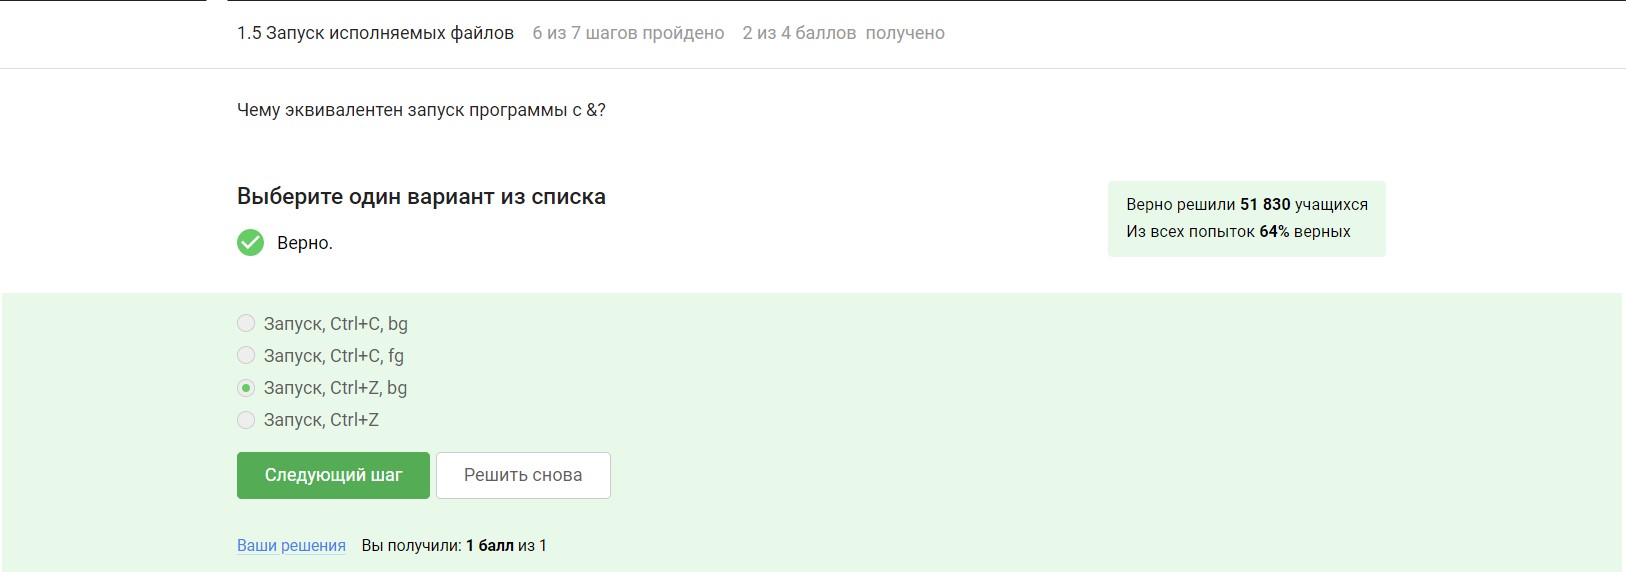 1.5 Запуск исполняемых файлов 6 из 7 шагов пройдено 2 из 4 баллов получено
Чему эквивалентен запуск программы с &?
Выберите один вариант из списка
Верно.
Верно решили 51 830 учащихся
Из всех попыток 64% верных
Запуск, Ctrl+C, bg
Запуск, Ctrl+C, fg
Запуск, Ctrl+Z, bg
Запуск, Ctrl+Z
Следующий шаг Решить снова
Ваши решения Вы получили: 1 балл из 1